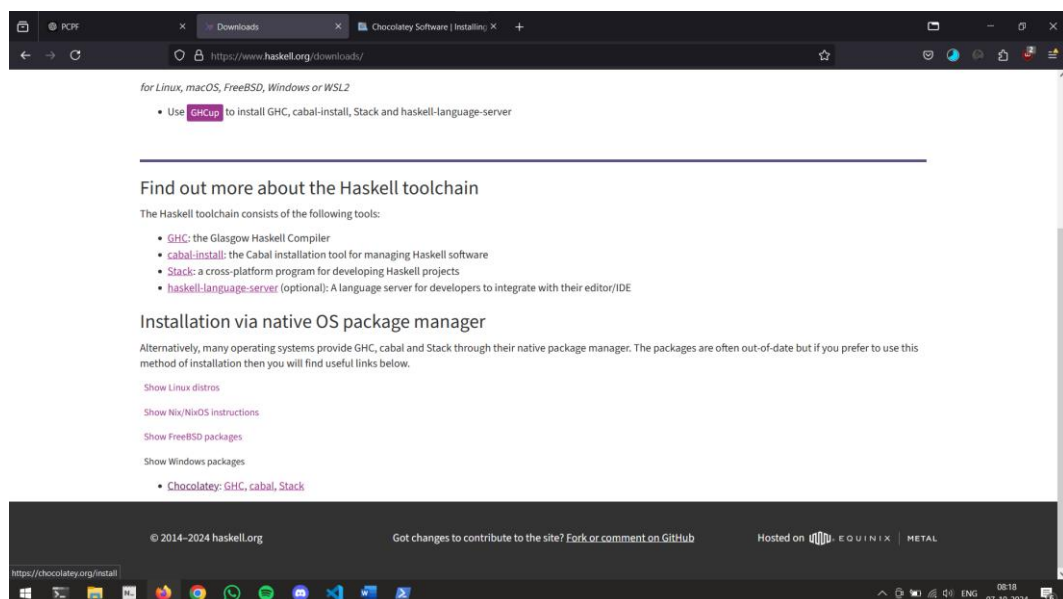 PCPF
Downloads
Chocolatey Software | Installing
https://www.haskell.org/downloads/
2
for Linux, macOS, FreeBSD, Windows or WSL2
• Use GHCup to install GHC, cabal-install, Stack and haskell-language-server
Find out more about the Haskell toolchain
The Haskell toolchain consists of the following tools:
• GHC: the Glasgow Haskell Compiler
• cabal-install: the Cabal installation tool for managing Haskell software
• Stack: a cross-platform program for developing Haskell projects
• haskell-language-server (optional): A language server for developers to integrate with their editor/IDE
Installation via native OS package manager
Alternatively, many operating systems provide GHC, cabal and Stack through their native package manager. The packages are often out-of-date but if you prefer to use this
method of installation then you will find useful links below.
Show Linux distros
Show Nix/NixOS instructions
Show FreeBSD packages
Show Windows packages
• Chocolatey: GHC, cabal, Stack
© 2014–2024 haskell.org
Got changes to contribute to the site? Fork or comment on GitHub
Hosted on EQUINIX | METAL
https://chocolatey.org/install
ENG
08:18
07-10-2024